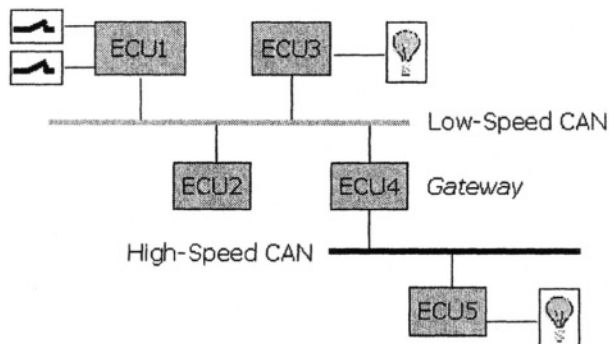 ECU1
ECU3
Low-Speed CAN
ECU2
ECU4
Gateway
High-Speed CAN
ECU5